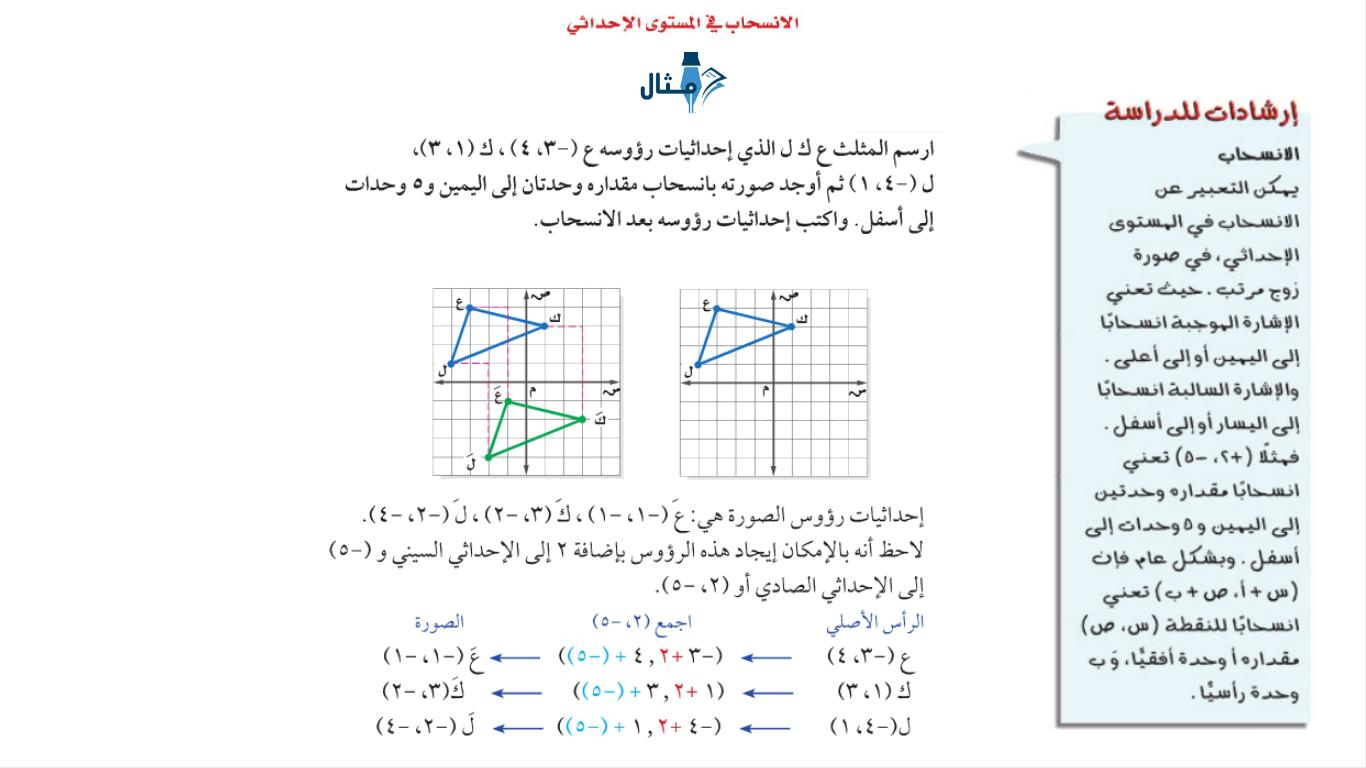 الانسحاب في المستوى الإحداثي
مثال
ارسم المثلث ع ك ل الذي إحداثيات رؤوسه ع (-٣، ٤) ، ك (١، ٣)،
ل (-٤، ١) ثم أوجد صورته بانسحاب مقداره وحدتان إلى اليمين و٥ وحدات
إلى أسفل. واكتب إحداثيات رؤوسه بعد الانسحاب.
ص
ع
ك
ل
م
س
ص
ع
ك
ل
م
س
عَ
كَ
لَ
إحداثيات رؤوس الصورة هي: عَ (-١، -١) ، كَ (٣، -٢) ، لَ (-٢، -٤).
لاحظ أنه بالإمكان إيجاد هذه الرؤوس بإضافة ٢ إلى الإحداثي السيني و (-٥)
إلى الإحداثي الصادي أو (٢، -٥).
الرأس الأصلي اجمع (٢، -٥) الصورة
ع (-٣، ٤) (-٣ +٢ , ٤ + (-٥)) عَ (-١، -١)
ك (١، ٣) (١ +٢ , ٣ + (-٥)) كَ(٣، -٢)
ل(-٤، ١) (-٤ +٢ , ١ + (-٥)) لَ (-٢، -٤)
إرشادات للدراسة
الانسحاب
يمكن التعبير عن
الانسحاب في المستوى
الإحداثي، في صورة
زوج مرتب. حيث تعني
الإشارة الموجبة انسحابًا
إلى اليمين أو إلى أعلى.
والإشارة السالبة انسحابًا
إلى اليسار أو إلى أسفل.
فمثلًا (+٢، -٥) تعني
انسحابًا مقداره وحدتين
إلى اليمين و ٥ وحدات إلى
أسفل. وبشكل عام فإن
(س + أ، ص + ب) تعني
انسحابًا للنقطة (س، ص)
مقداره أ وحدة أفقيًّا، وَ ب
وحدة رأسيًّا.